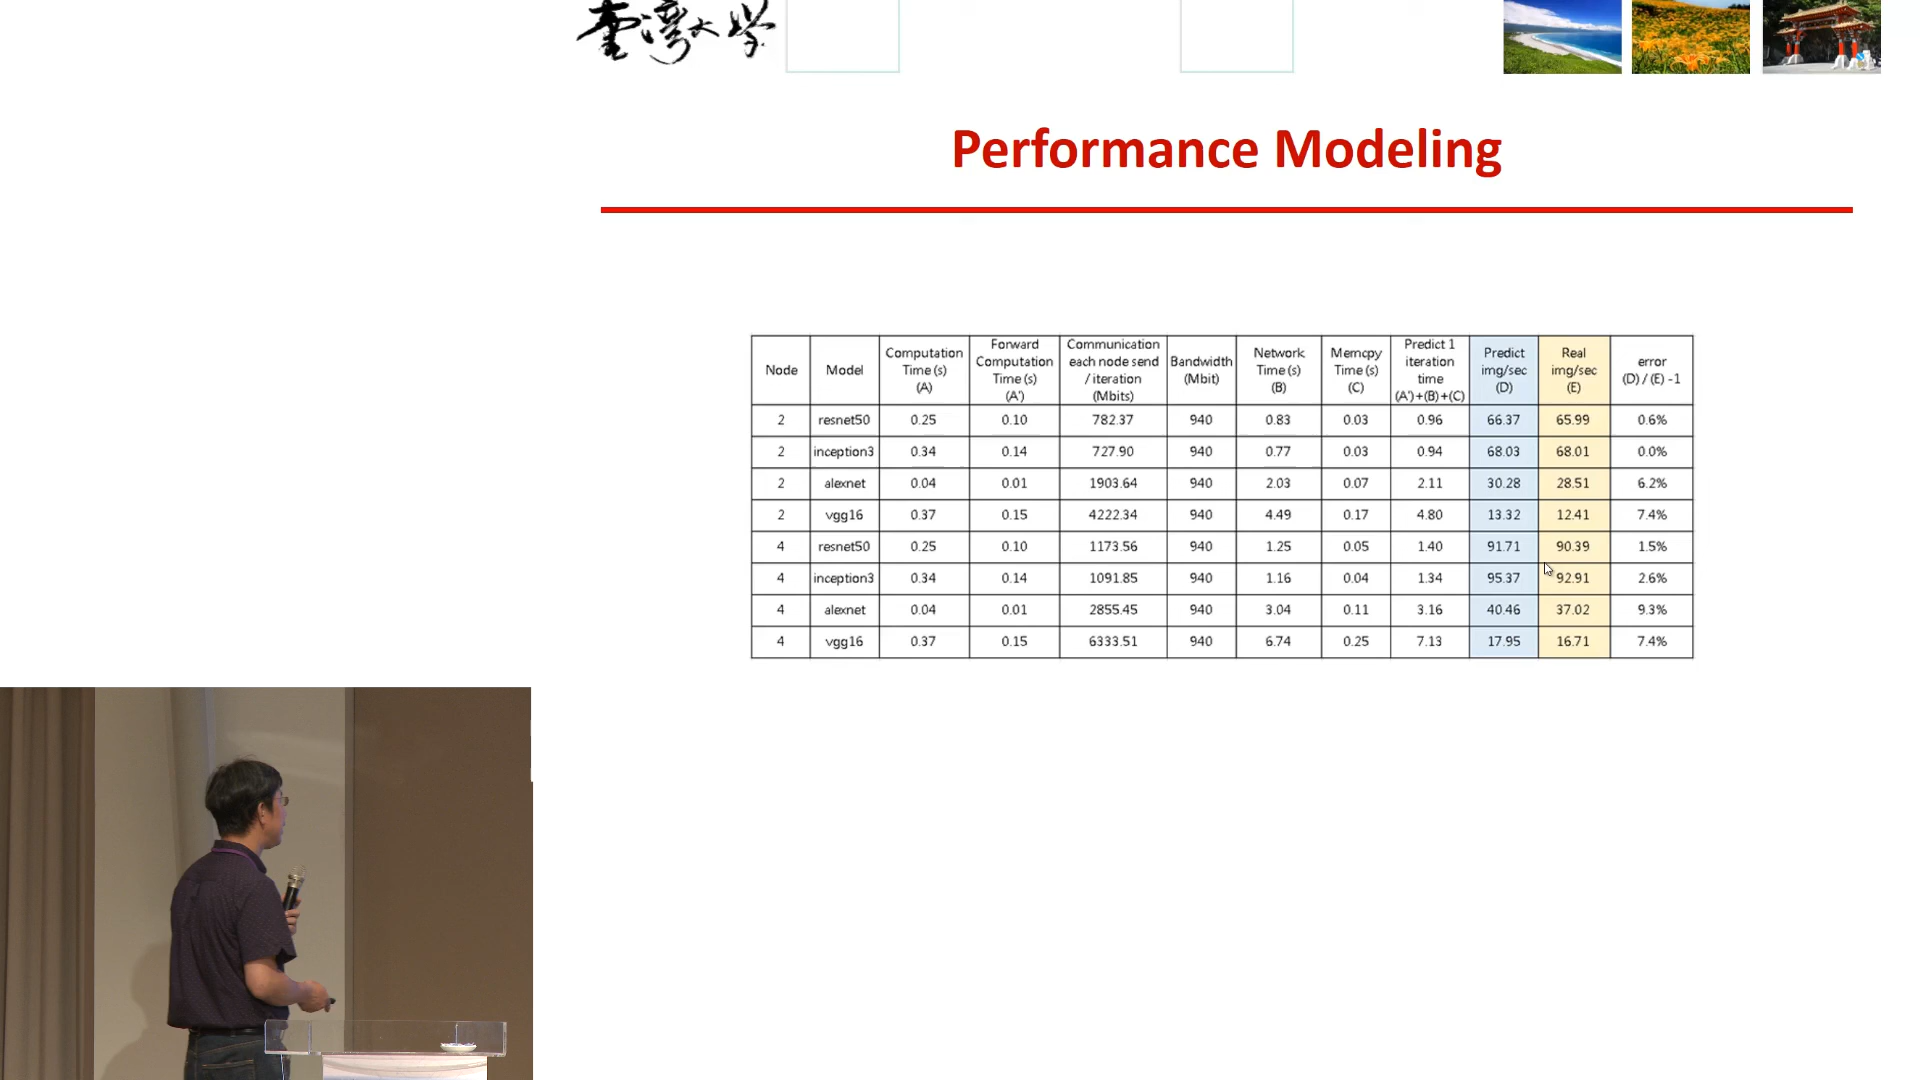 臺灣大學
Performance Modeling
Node Model Computation Time (s) (A) Forward Computation Time (s) (A') Communication each node send / iteration (Mbits) Bandwidth (Mbit) Network Time (s) (B) Memcpy Time (s) (C) Predict 1 iteration time (A')+(B)+(C) Predict img/sec (D) Real img/sec (E) error (D) / (E) -1
2 resnet50 0.25 0.10 782.37 940 0.83 0.03 0.96 66.37 65.99 0.6%
2 inception3 0.34 0.14 727.90 940 0.77 0.03 0.94 68.03 68.01 0.0%
2 alexnet 0.04 0.01 1903.64 940 2.03 0.07 2.11 30.28 28.51 6.2%
2 vgg16 0.37 0.15 4222.34 940 4.49 0.17 4.80 13.32 12.41 7.4%
4 resnet50 0.25 0.10 1173.56 940 1.25 0.05 1.40 91.71 90.39 1.5%
4 inception3 0.34 0.14 1091.85 940 1.16 0.04 1.34 95.37 92.91 2.6%
4 alexnet 0.04 0.01 2855.45 940 3.04 0.11 3.16 40.46 37.02 9.3%
4 vgg16 0.37 0.15 6333.51 940 6.74 0.25 7.13 17.95 16.71 7.4%